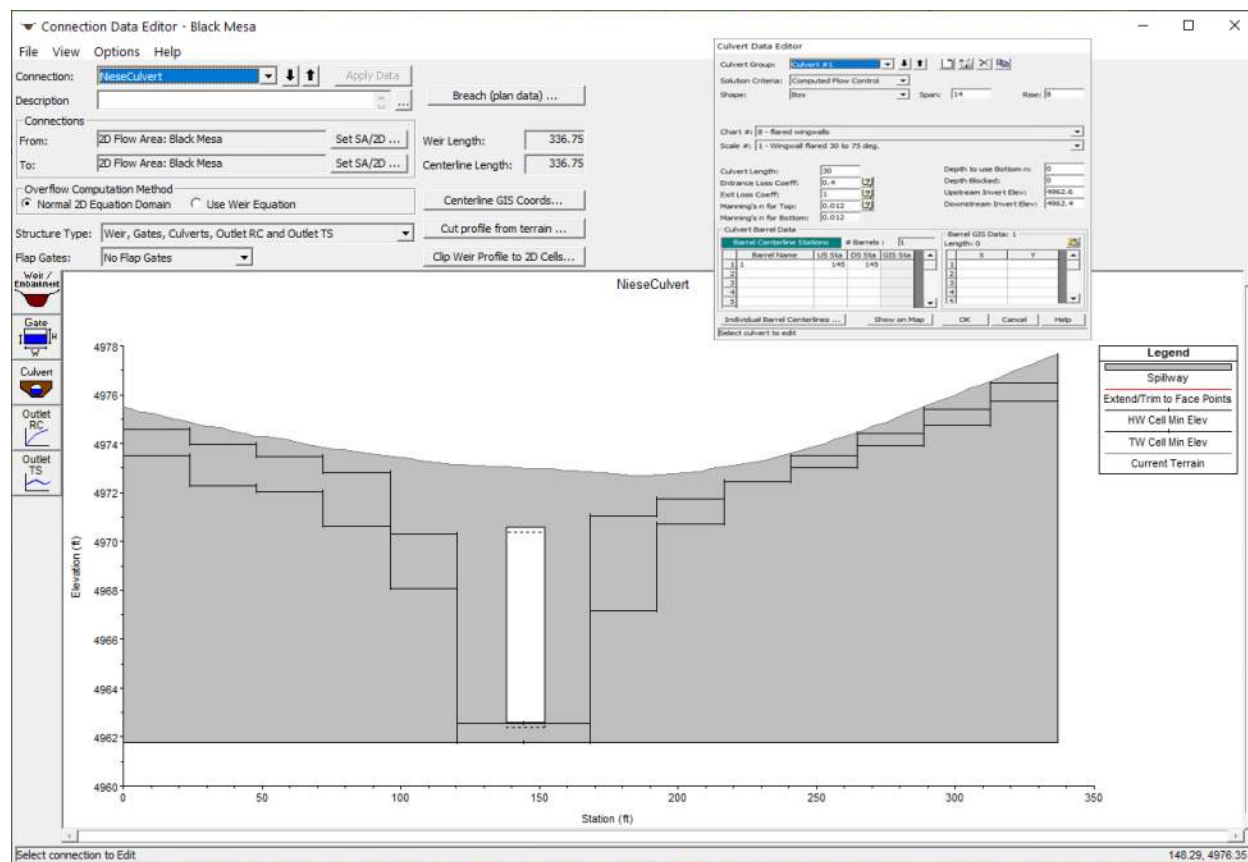 Connection Data Editor - Black Mesa
File View Options Help
Connection: NieseCulvert Apply Data
Description ...
Breach (plan data) ...
Connections
From: 2D Flow Area: Black Mesa Set SA/2D ...
To: 2D Flow Area: Black Mesa Set SA/2D ...
Weir Length: 336.75
Centerline Length: 336.75
Overflow Computation Method
Normal 2D Equation Domain Use Weir Equation
Centerline GIS Coords...
Structure Type: Weir, Gates, Culverts, Outlet RC and Outlet TS
Cut profile from terrain ...
Flap Gates: No Flap Gates
Clip Weir Profile to 2D Cells...
Culvert Data Editor
Culvert Group: Culvert #1
Solution Criteria: Computed Flow Control
Shape: Box Span: 14 Rise: 8
Chart #: 8 - flared wingwalls
Scale #: 1 - Wingwall flared 30 to 75 deg.
Culvert Length: 30
Entrance Loss Coeff: 0.4
Exit Loss Coeff: 1
Manning's n for Top: 0.012
Manning's n for Bottom: 0.012
Depth to use Bottom n: 0
Depth Blocked: 0
Upstream Invert Elev: 4962.6
Downstream Invert Elev: 4962.4
Culvert Barrel Data
Barrel Centerline Stations # Barrels : 1
Barrel Name US Sta DS Sta GIS Sta
1 1 145 145
2
3
4
5
Barrel GIS Data: 1
Length: 0
X Y
1
2
3
4
Individual Barrel Centerlines ... Show on Map OK Cancel Help
Select culvert to edit
Weir /
Embankment
Gate
H
W
Culvert
Outlet
RC
Outlet
TS
NieseCulvert
Elevation (ft)
4978
4976
4974
4972
4970
4968
4966
4964
4962
4960
0 50 100 150 200 250 300 350
Station (ft)
Legend
Spillway
Extend/Trim to Face Points
HW Cell Min Elev
TW Cell Min Elev
Current Terrain
Select connection to Edit
148.29, 4976.35